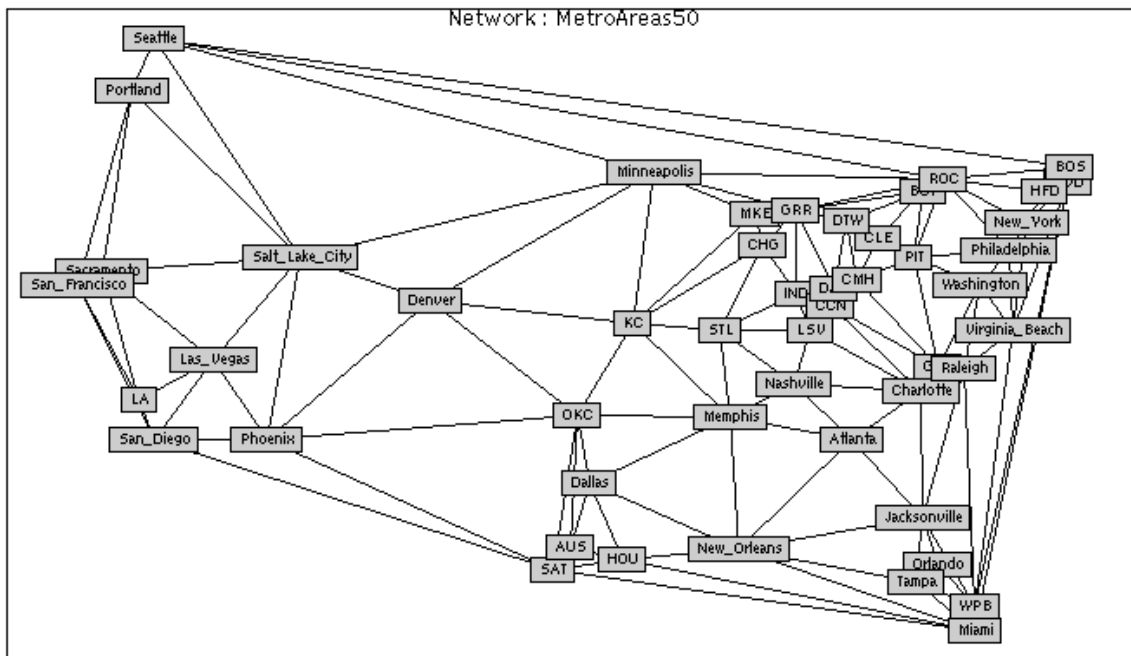 Network: MetroAreas50
Seattle
Portland
BOS
Minneapolis
ROC
HFD
MKE
GRR
DTW
New_York
CHG
CLE
Salt_Lake_City
PIT
Philadelphia
Sacramento
San_Francisco
CMH
Washington
IND
CCN
Denver
KC
STL
LSV
Virginia_Beach
Las_Vegas
Raleigh
Nashville
Charlotte
LA
OKC
Memphis
San_Diego
Phoenix
Atlanta
Dallas
Jacksonville
AUS
HOU
New_Orleans
SAT
Orlando
Tampa
WPB
Miami